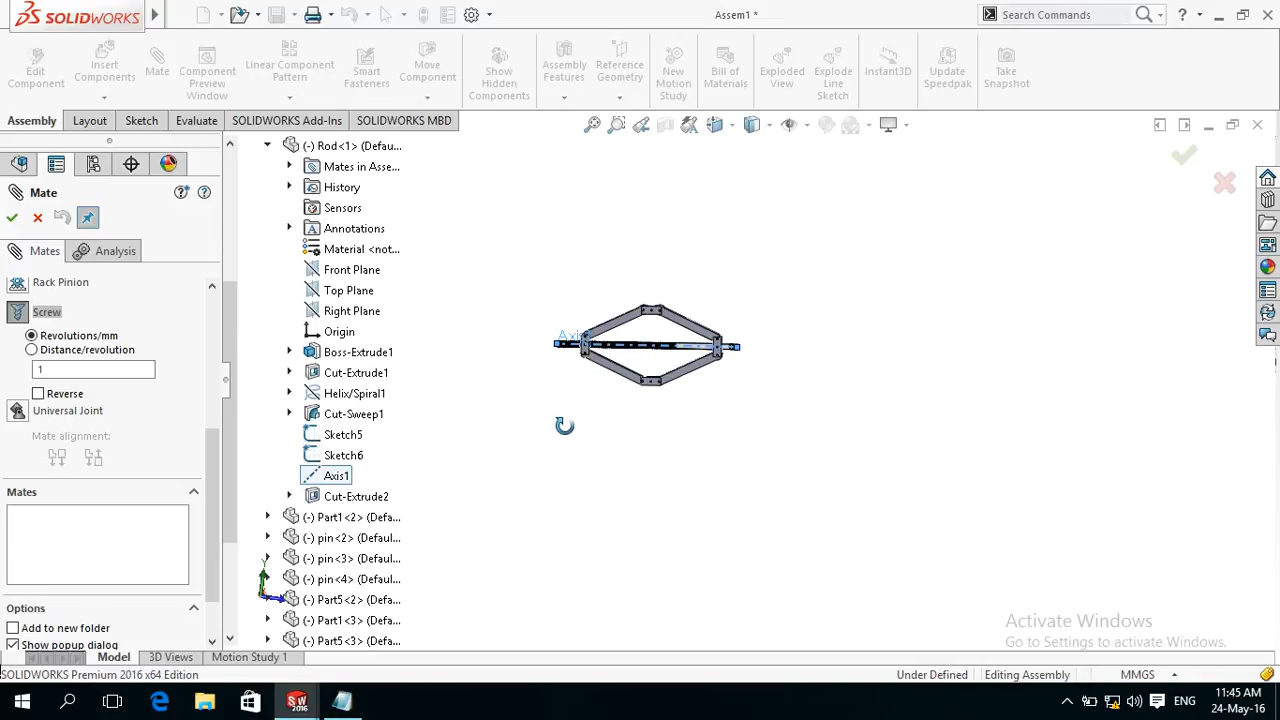 SOLIDWORKS
Assem1 *
Search Commands
Edit Component
Insert Components
Mate
Component Preview Window
Linear Component Pattern
Smart Fasteners
Move Component
Show Hidden Components
Assembly Features
Reference Geometry
New Motion Study
Bill of Materials
Exploded View
Explode Line Sketch
Instant3D
Update Speedpak
Take Snapshot
Assembly
Layout
Sketch
Evaluate
SOLIDWORKS Add-Ins
SOLIDWORKS MBD
Mate
Mates
Analysis
Rack Pinion
Screw
Revolutions/mm
Distance/revolution
1
Reverse
Universal Joint
Mate alignment:
Mates
Options
Add to new folder
Show popup dialog
(-) Rod<1> (Defau...
Mates in Asse...
History
Sensors
Annotations
Material <not...
Front Plane
Top Plane
Right Plane
Origin
Boss-Extrude1
Cut-Extrude1
Helix/Spiral1
Cut-Sweep1
Sketch5
Sketch6
Axis1
Cut-Extrude2
(-) Part1<2> (Defa...
(-) pin<2> (Defaul...
(-) pin<3> (Defaul...
(-) pin<4> (Defaul...
(-) Part5<2> (Defa...
(-) Part1<3> (Defa...
(-) Part5<3> (Defa...
Activate Windows
Go to Settings to activate Windows.
Model
3D Views
Motion Study 1
SOLIDWORKS Premium 2016 x64 Edition
Under Defined
Editing Assembly
MMGS
ENG
11:45 AM
24-May-16